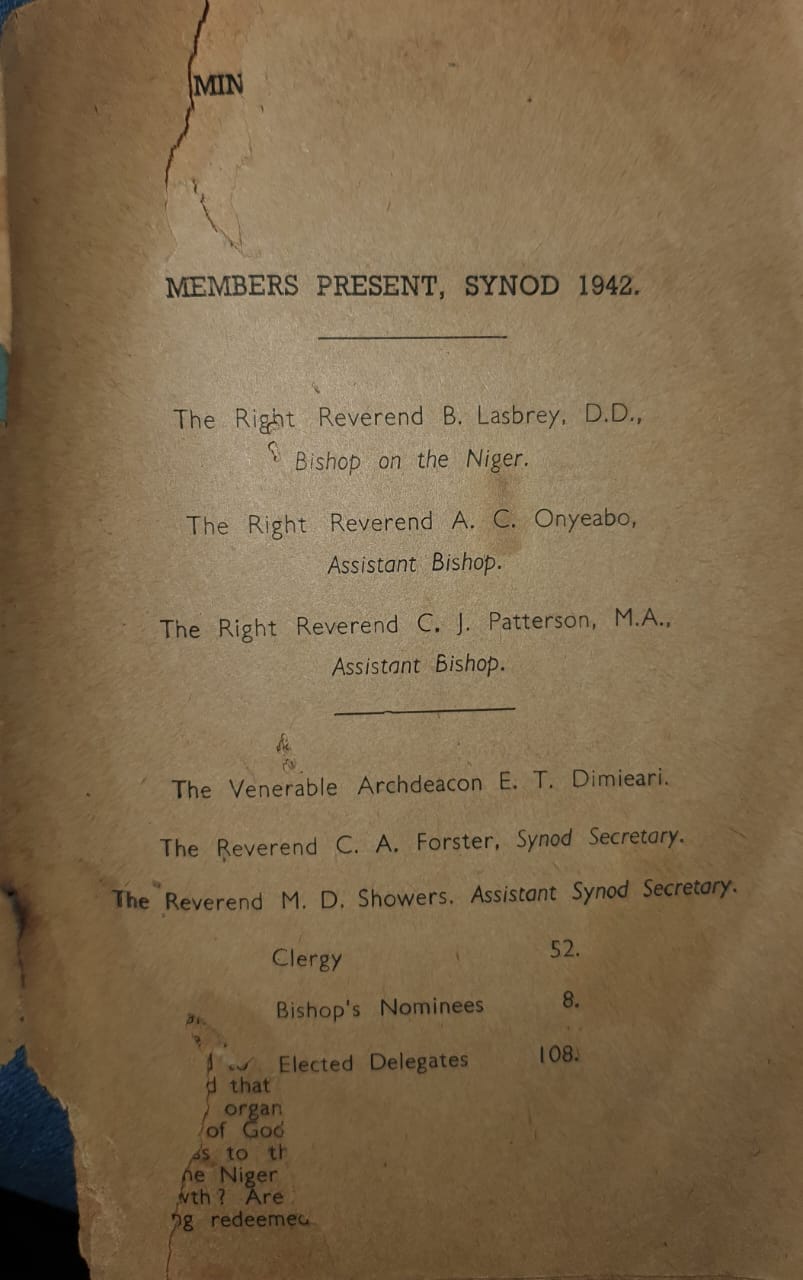 MIN
MEMBERS PRESENT, SYNOD 1942.
The Right Reverend B. Lasbrey, D.D.,
Bishop on the Niger.
The Right Reverend A. C. Onyeabo,
Assistant Bishop.
The Right Reverend C. J. Patterson, M.A.,
Assistant Bishop.
The Venerable Archdeacon E. T. Dimieari.
The Reverend C. A. Forster, Synod Secretary.
The Reverend M. D. Showers. Assistant Synod Secretary.
Clergy 52.
Bishop's Nominees 8.
Elected Delegates 108.
that
organ
of God
to
Niger
? Are
redeemed